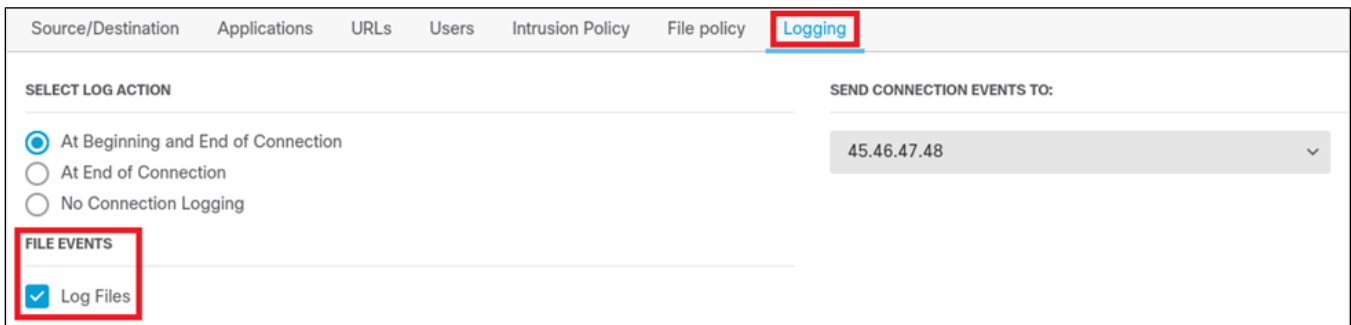 Source/Destination Applications URLs Users Intrusion Policy File policy Logging
SELECT LOG ACTION
At Beginning and End of Connection
At End of Connection
No Connection Logging
FILE EVENTS
Log Files
SEND CONNECTION EVENTS TO:
45.46.47.48